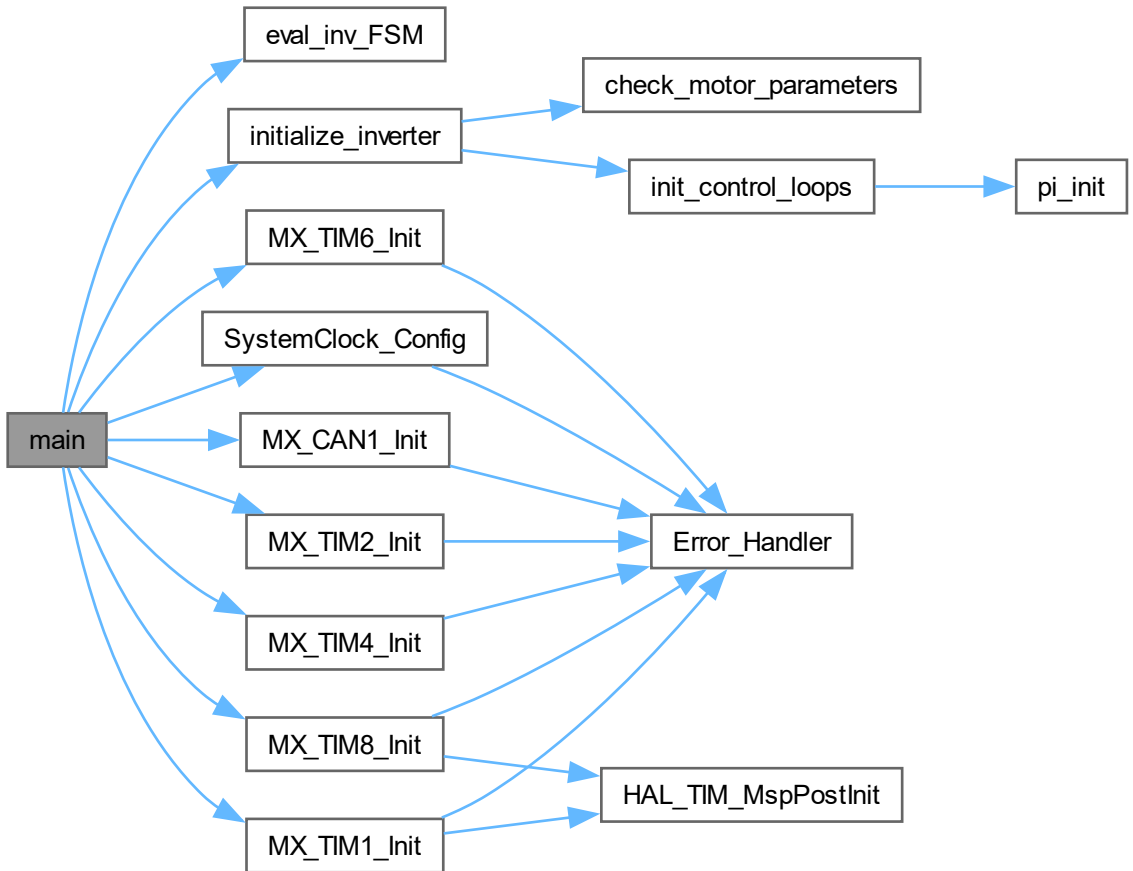 eval_inv_FSM
check_motor_parameters
initialize_inverter
init_control_loops
pi_init
MX_TIM6_Init
SystemClock_Config
main
MX_CAN1_Init
MX_TIM2_Init
Error_Handler
MX_TIM4_Init
MX_TIM8_Init
HAL_TIM_MspPostInit
MX_TIM1_Init